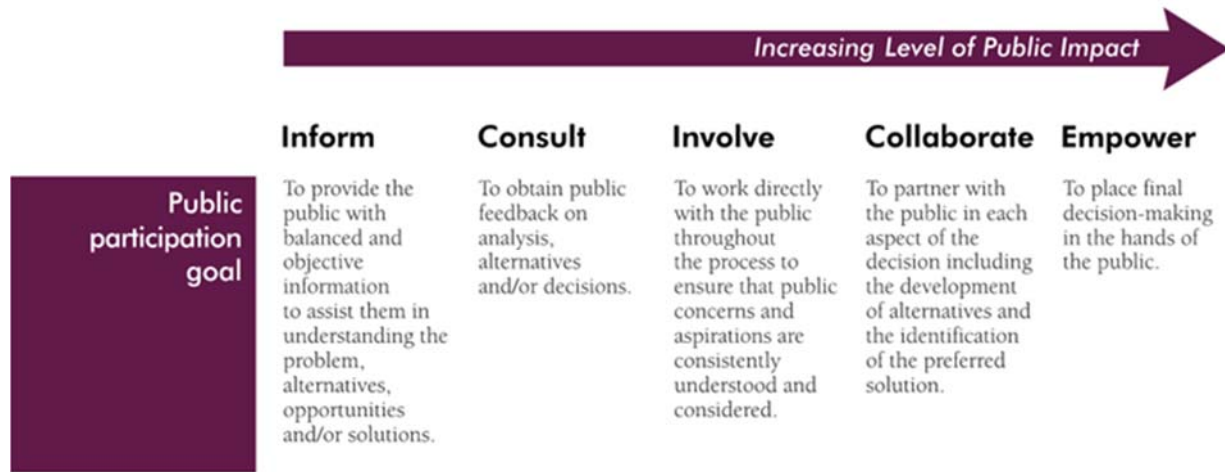 Increasing Level of Public Impact
Inform
Consult
Involve
Collaborate
Empower
Public
participation
goal
To provide the
public with
balanced and
objective
information
to assist them in
understanding the
problem,
alternatives,
opportunities
and/or solutions.
To obtain public
feedback on
analysis,
alternatives
and/or decisions.
To work directly
with the public
throughout
the process to
ensure that public
concerns and
aspirations are
consistently
understood and
considered.
To partner with
the public in each
aspect of the
decision including
the development
of alternatives and
the identification
of the preferred
solution.
To place final
decision-making
in the hands of
the public.